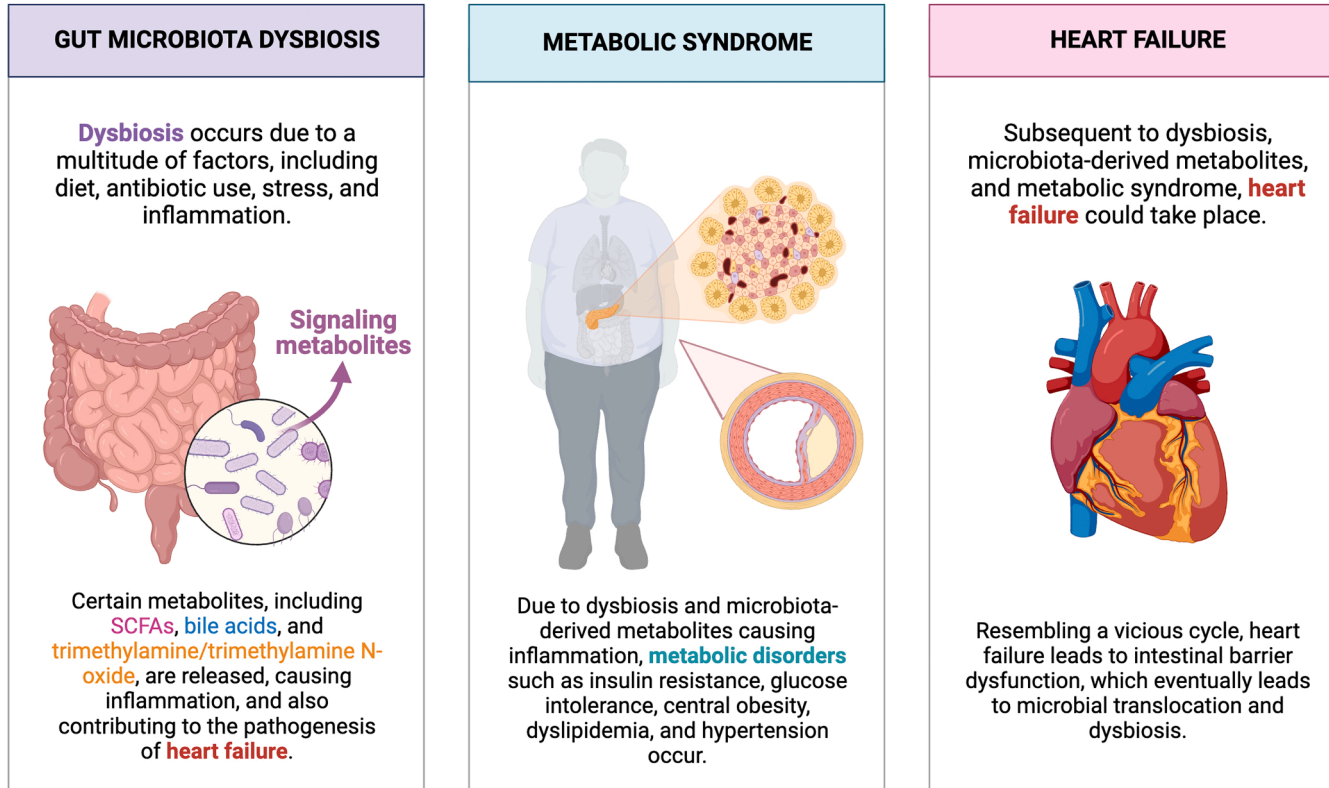 GUT MICROBIOTA DYSBIOSIS
Dysbiosis occurs due to a
multitude of factors, including
diet, antibiotic use, stress, and
inflammation.
Signaling
metabolites
Certain metabolites, including
SCFAs, bile acids, and
trimethylamine/trimethylamine N-
oxide, are released, causing
inflammation, and also
contributing to the pathogenesis
of heart failure.
METABOLIC SYNDROME
Due to dysbiosis and microbiota-
derived metabolites causing
inflammation, metabolic disorders
such as insulin resistance, glucose
intolerance, central obesity,
dyslipidemia, and hypertension
occur.
HEART FAILURE
Subsequent to dysbiosis,
microbiota-derived metabolites,
and metabolic syndrome, heart
failure could take place.
Resembling a vicious cycle, heart
failure leads to intestinal barrier
dysfunction, which eventually leads
to microbial translocation and
dysbiosis.